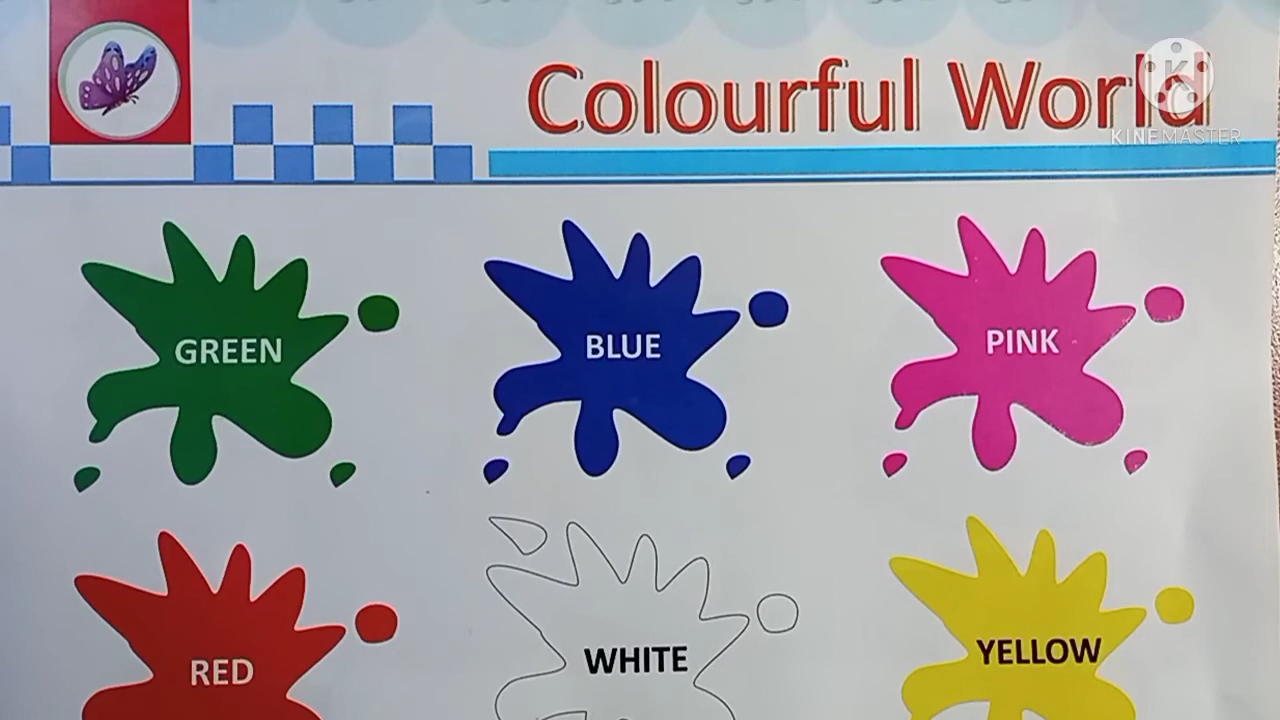 Colourful World
KINEMASTER
GREEN
BLUE
PINK
RED
WHITE
YELLOW